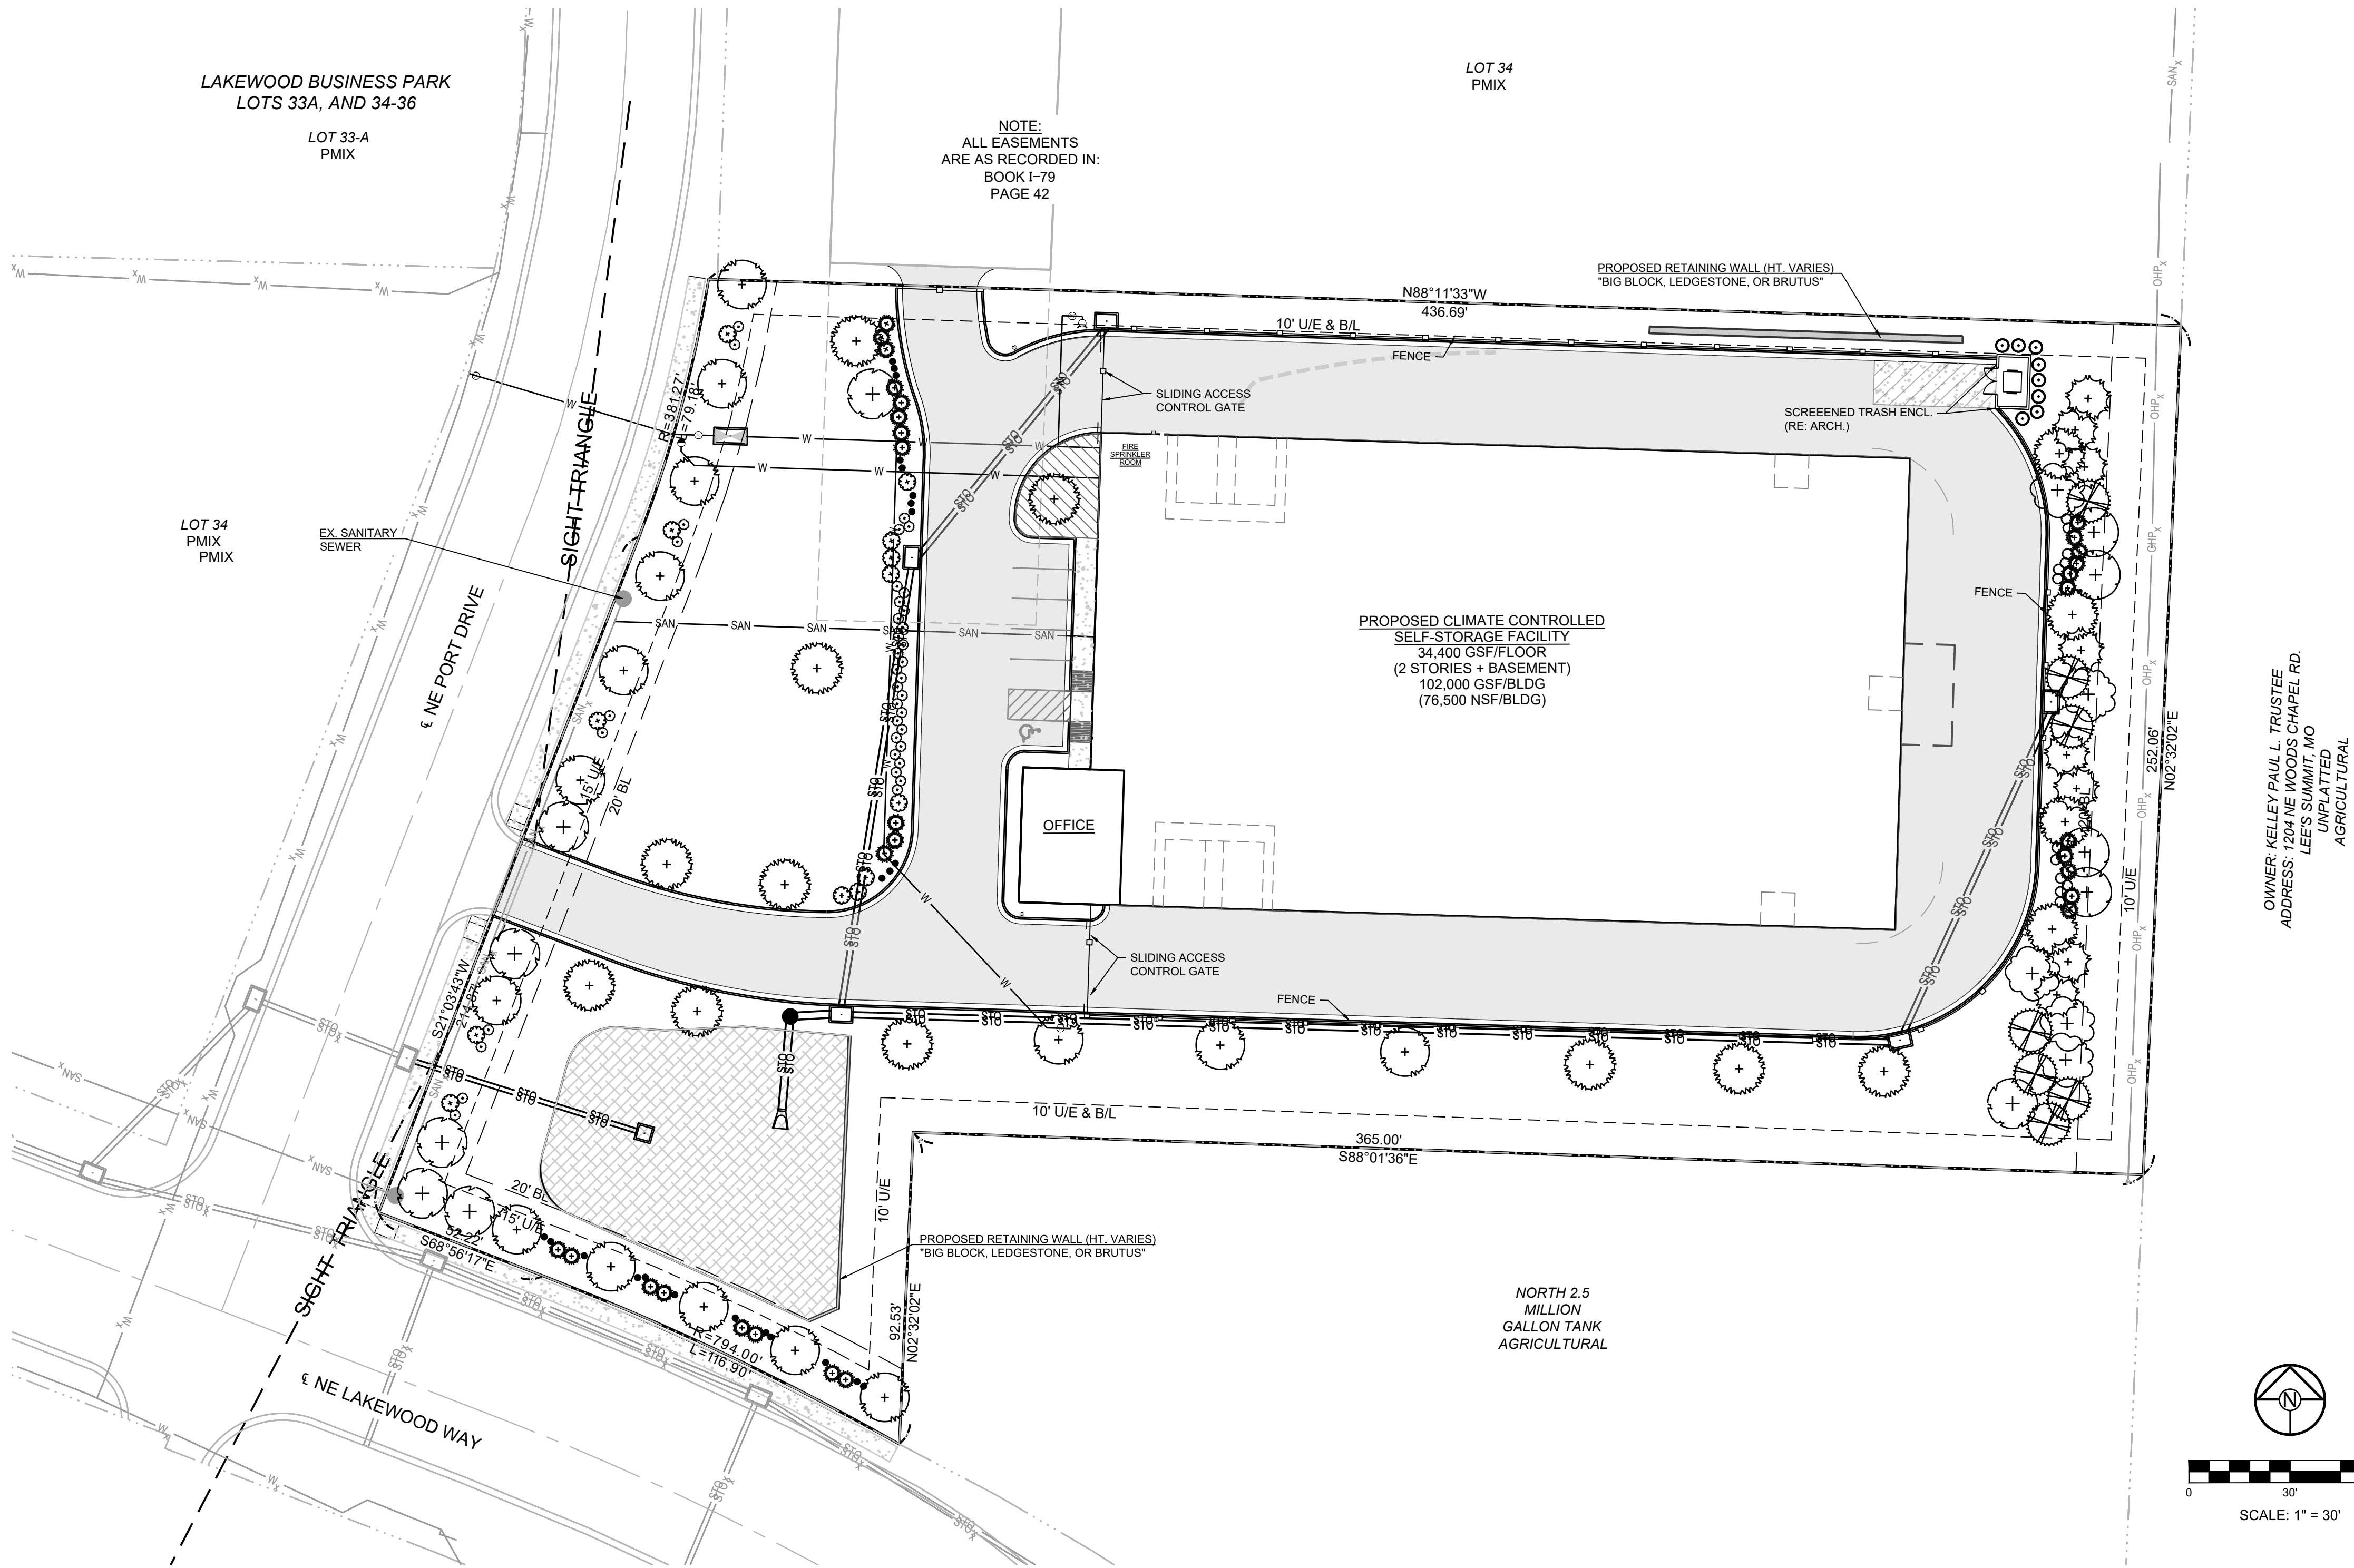 LAKEWOOD BUSINESS PARK
LOTS 33A, AND 34-36
LOT 33-A
PMIX
LOT 34
PMIX
NOTE:
ALL EASEMENTS
ARE AS RECORDED IN:
BOOK I-79
PAGE 42
PROPOSED RETAINING WALL (HT. VARIES)
"BIG BLOCK, LEDGESTONE, OR BRUTUS"
N88°11'33"W
436.69'
10' U/E & B/L
FENCE
SLIDING ACCESS
CONTROL GATE
SCREEENED TRASH ENCL.
(RE: ARCH.)
FIRE
SPRINKLER
ROOM
R=381.27'
L=79.18'
SIGHT TRIANGLE
LOT 34
PMIX
PMIX
EX. SANITARY
SEWER
℄ NE PORT DRIVE
15' U/E
20' BL
PROPOSED CLIMATE CONTROLLED
SELF-STORAGE FACILITY
34,400 GSF/FLOOR
(2 STORIES + BASEMENT)
102,000 GSF/BLDG
(76,500 NSF/BLDG)
FENCE
OFFICE
252.06'
N02°32'02"E
20' BL
10' U/E
OWNER: KELLEY PAUL L. TRUSTEE
ADDRESS: 1204 NE WOODS CHAPEL RD.
LEE'S SUMMIT, MO
UNPLATTED
AGRICULTURAL
SLIDING ACCESS
CONTROL GATE
FENCE
S21°03'43"W
214.97'
10' U/E & B/L
365.00'
S88°01'36"E
10' U/E
20' BL
15' U/E
52.22'
S68°56'17"E
PROPOSED RETAINING WALL (HT, VARIES)
"BIG BLOCK, LEDGESTONE, OR BRUTUS"
92.53'
N02°32'02"E
R=794.00'
L=116.90'
SIGHT TRIANGLE
℄ NE LAKEWOOD WAY
NORTH 2.5
MILLION
GALLON TANK
AGRICULTURAL
N
0 30'
SCALE: 1" = 30'